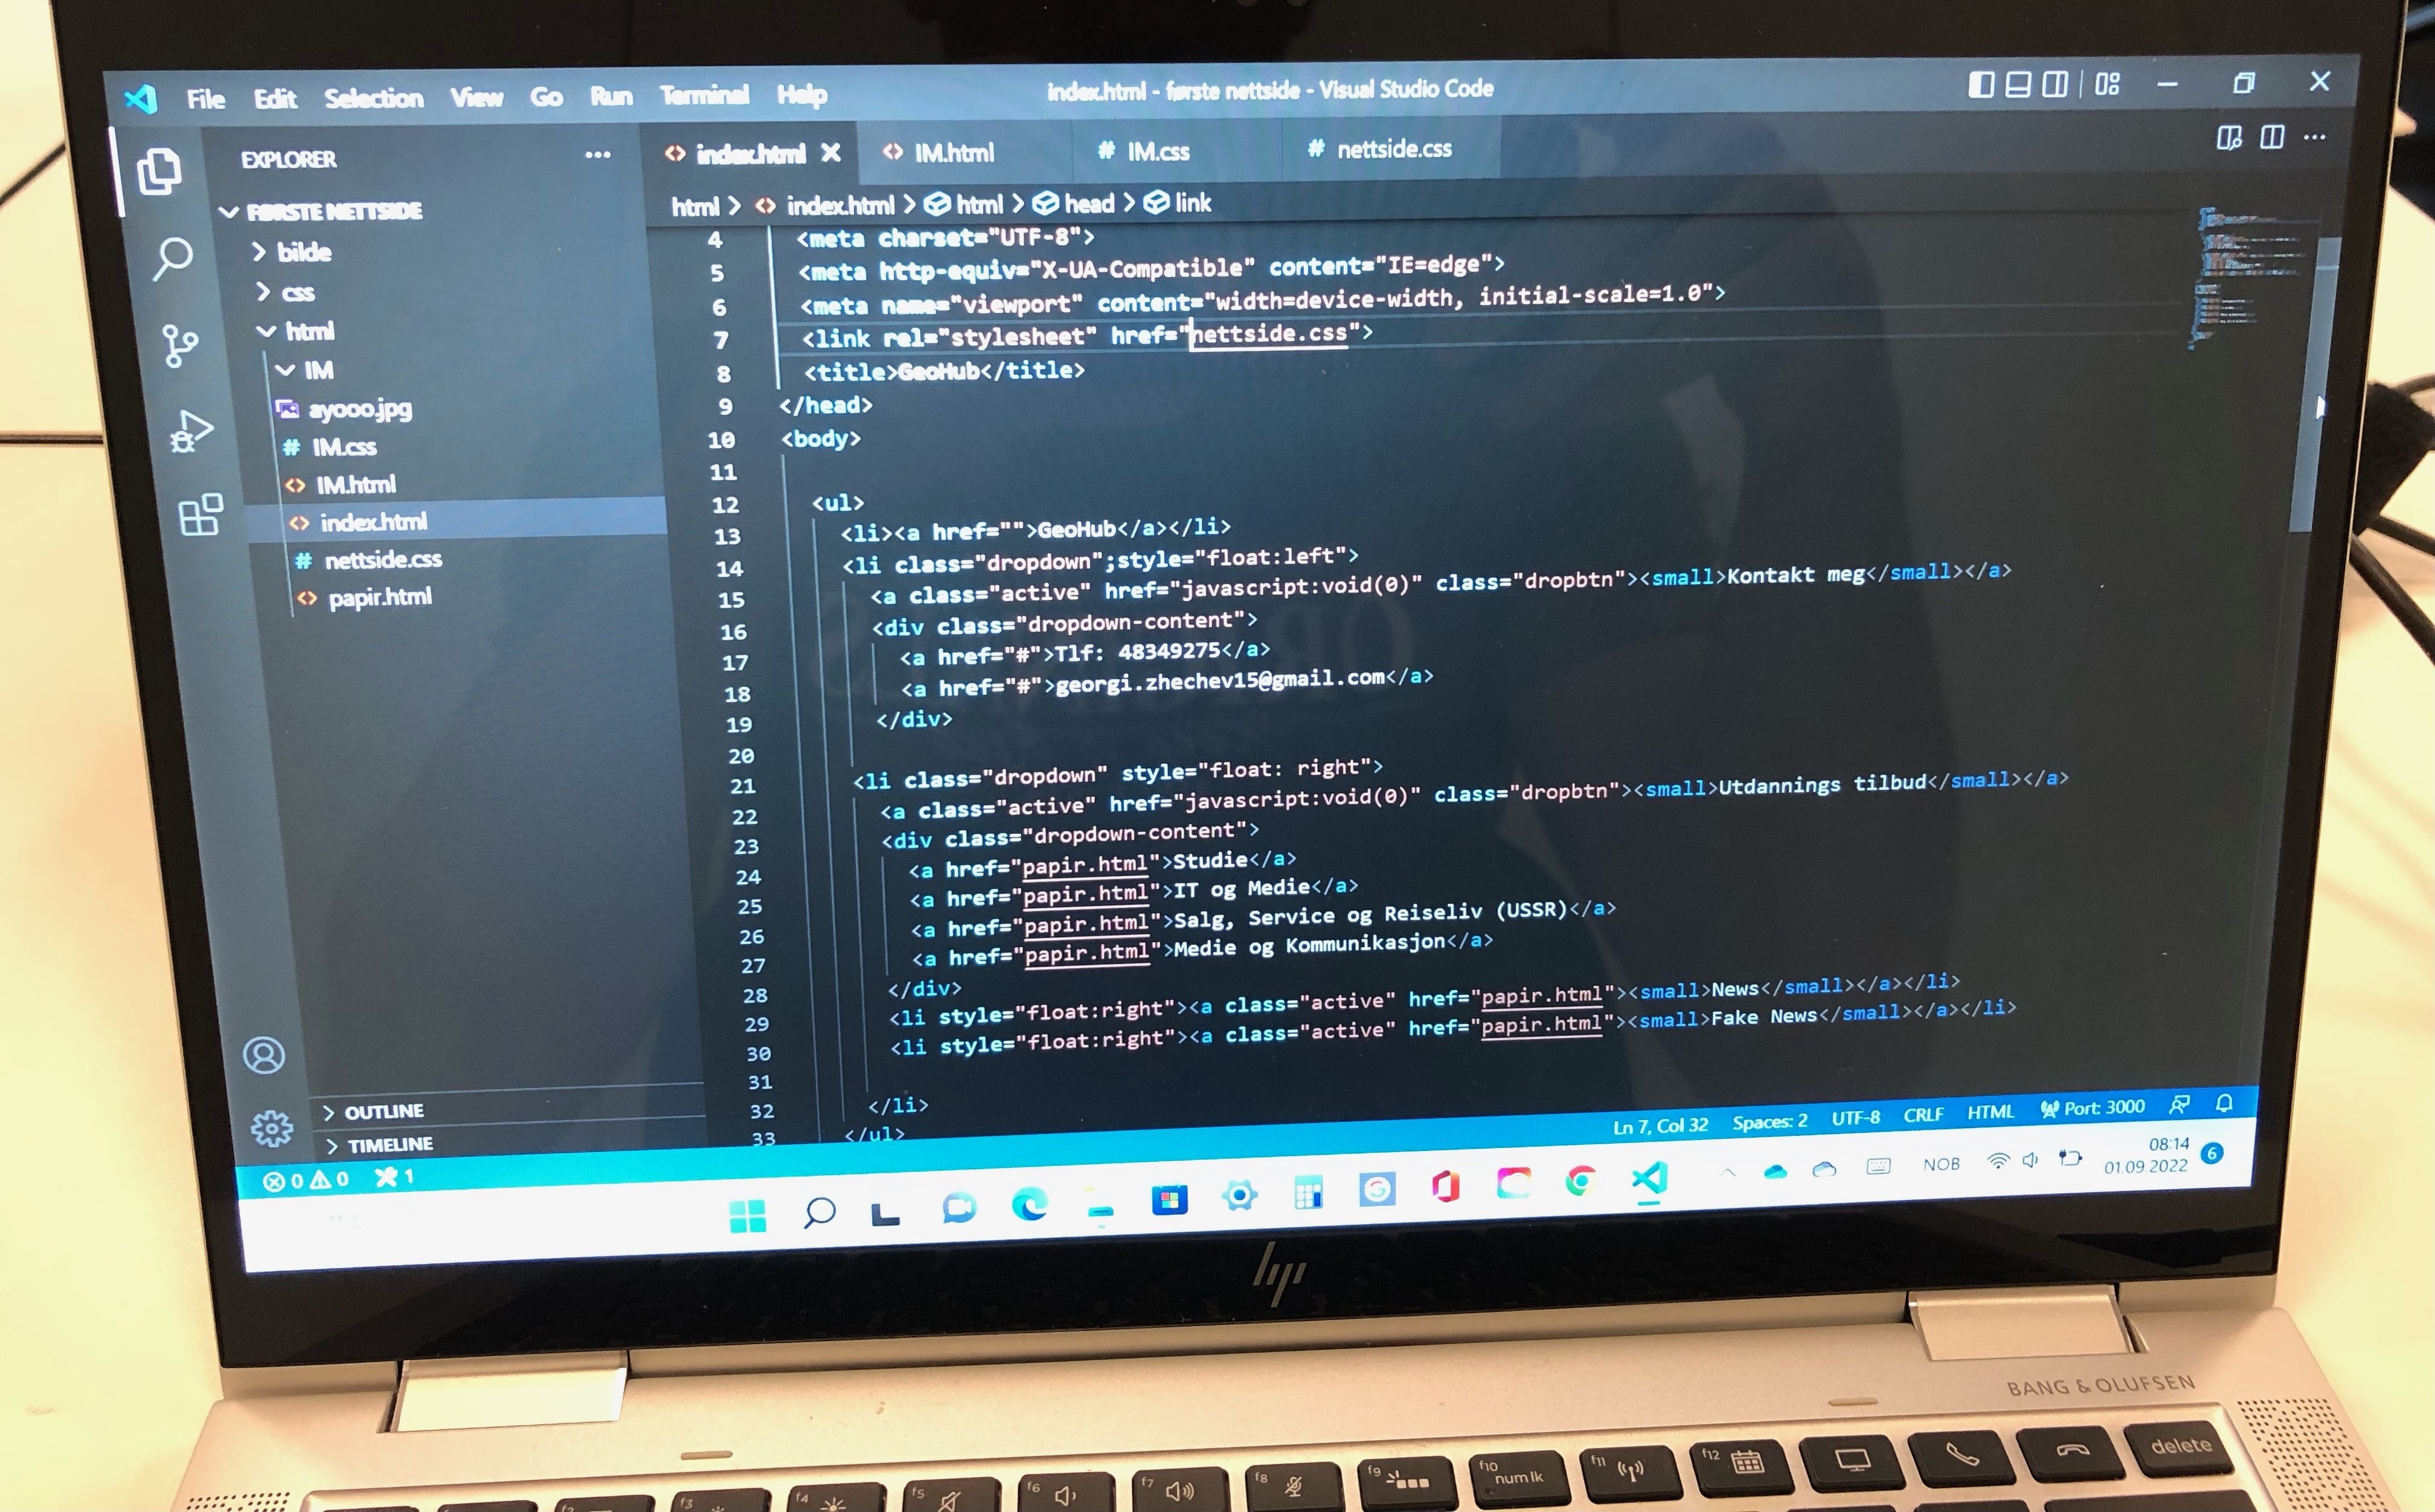 File Edit Selection View Go Run Terminal Help
index.html - første nettside - Visual Studio Code
EXPLORER
FØRSTE NETTSIDE
bilde
css
html
IM
ayooo.jpg
IM.css
IM.html
index.html
nettside.css
papir.html
OUTLINE
TIMELINE
index.html IM.html IM.css nettside.css
html > index.html > html > head > link
4 <meta charset="UTF-8">
5 <meta http-equiv="X-UA-Compatible" content="IE=edge">
6 <meta name="viewport" content="width=device-width, initial-scale=1.0">
7 <link rel="stylesheet" href="nettside.css">
8 <title>GeoHub</title>
9 </head>
10 <body>
11
12 <ul>
13 <li><a href="">GeoHub</a></li>
14 <li class="dropdown";style="float:left">
15 <a class="active" href="javascript:void(0)" class="dropbtn"><small>Kontakt meg</small></a>
16 <div class="dropdown-content">
17 <a href="#">Tlf: 48349275</a>
18 <a href="#">georgi.zhechev15@gmail.com</a>
19 </div>
20
21 <li class="dropdown" style="float: right">
22 <a class="active" href="javascript:void(0)" class="dropbtn"><small>Utdannings tilbud</small></a>
23 <div class="dropdown-content">
24 <a href="papir.html">Studie</a>
25 <a href="papir.html">IT og Medie</a>
26 <a href="papir.html">Salg, Service og Reiseliv (USSR)</a>
27 <a href="papir.html">Medie og Kommunikasjon</a>
28 </div>
29 <li style="float:right"><a class="active" href="papir.html"><small>News</small></a></li>
30 <li style="float:right"><a class="active" href="papir.html"><small>Fake News</small></a></li>
31
32 </li>
33 </ul>
0 0 1
Ln 7, Col 32 Spaces: 2 UTF-8 CRLF HTML Port: 3000
NOB 08:14 6
01.09.2022
hp
BANG & OLUFSEN
f3 f4 f5 f6 f7 f8 f9 f10 num lk f11 f12 delete